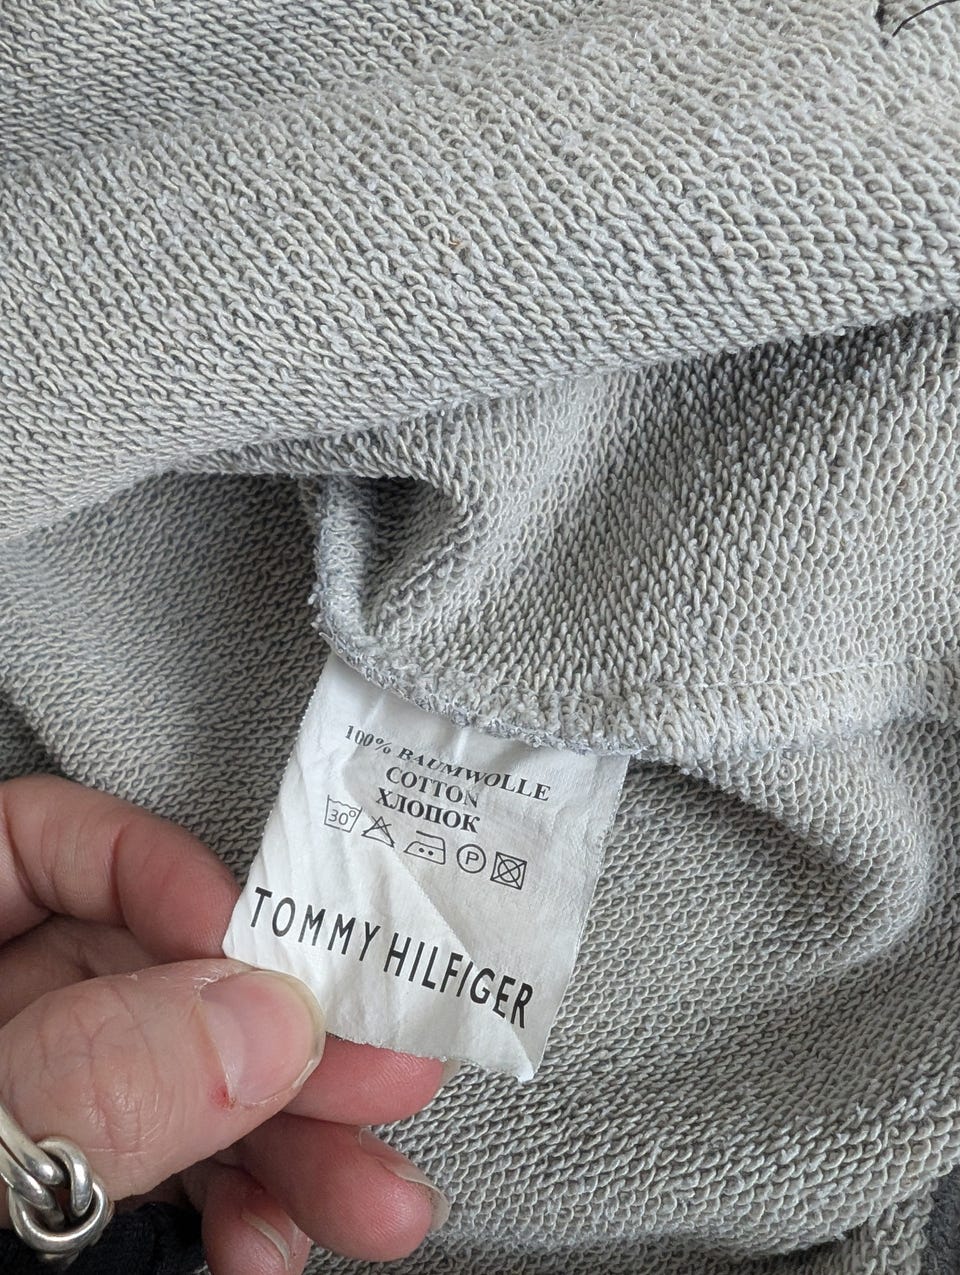 100% BAUMWOLLE
COTTON
ХЛОПОК
30° P
TOMMY HILFIGER